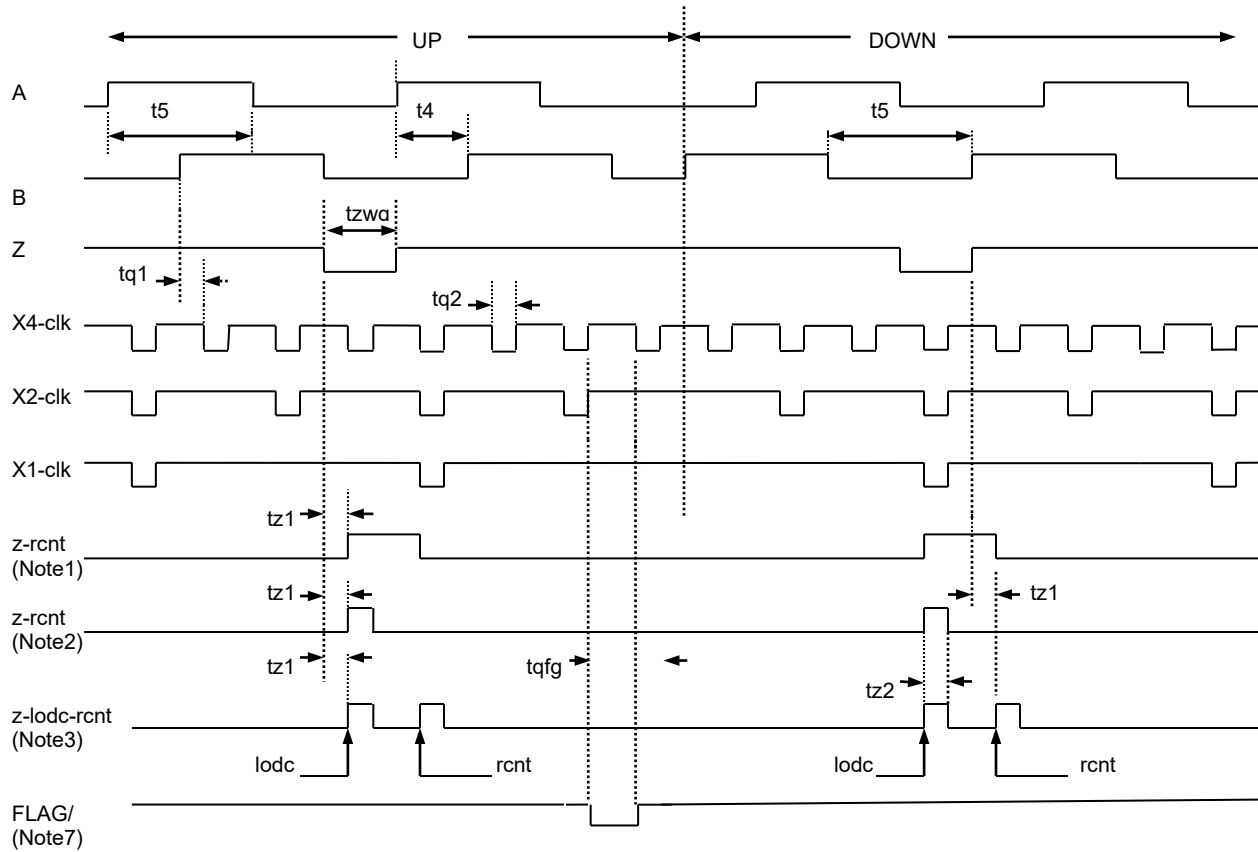 UP
DOWN
A
t5
t4
t5
B
tzwq
Z
tq1
tq2
X4-clk
X2-clk
X1-clk
tz1
z-rcnt
(Note1)
tz1
tz1
z-rcnt
(Note2)
tz1
tqfg
tz2
z-lodc-rcnt
(Note3)
lodc
rcnt
lodc
rcnt
FLAG/
(Note7)